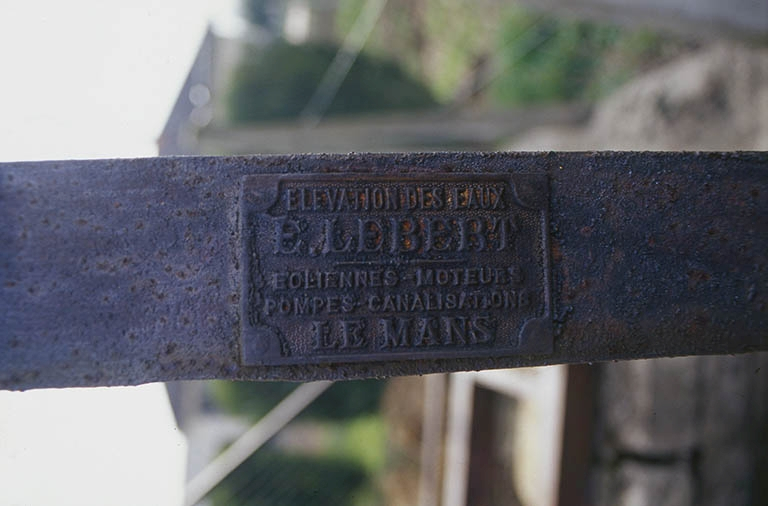 ELEVATION DES EAUX
E. LEBERT
EOLIENNES - MOTEURS
POMPES - CANALISATIONS
LE MANS